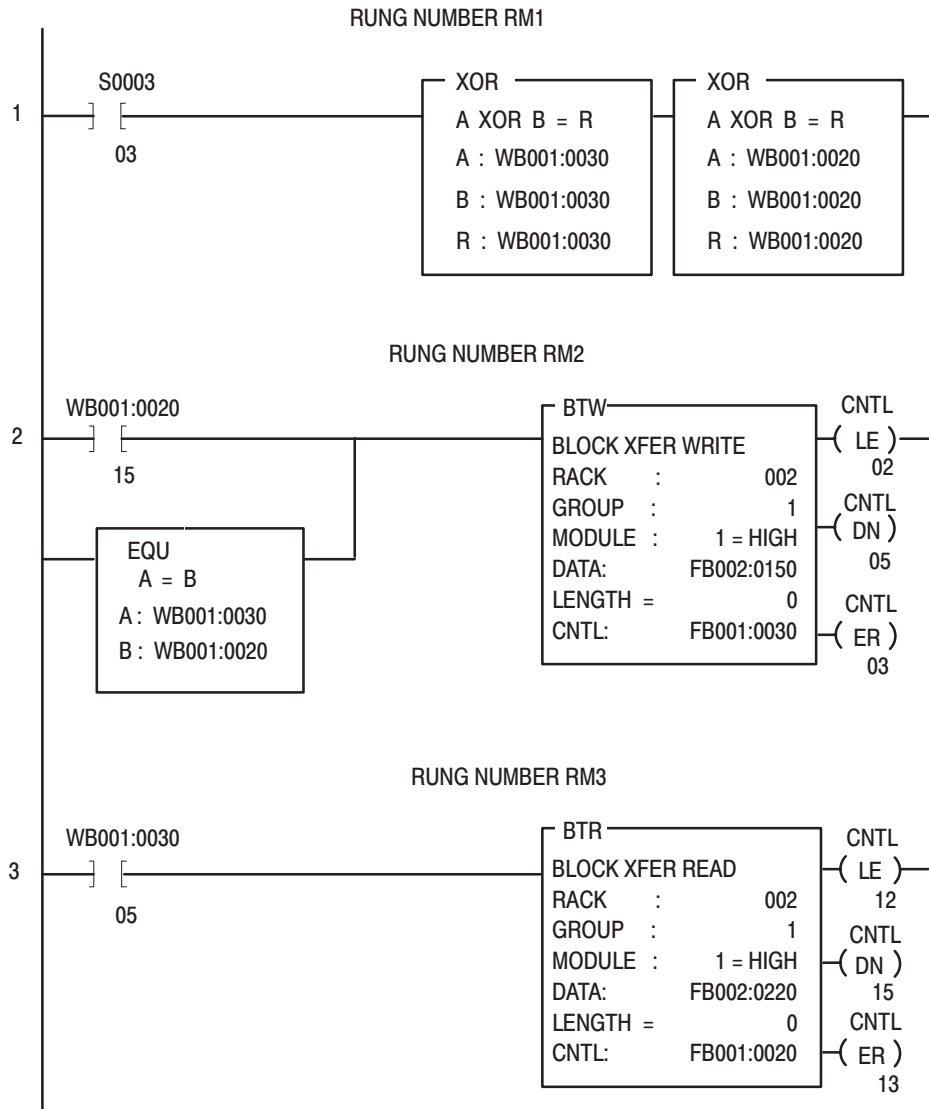 RUNG NUMBER RM1
S0003
1
] [
03
XOR
A XOR B = R
A : WB001:0030
B : WB001:0030
R : WB001:0030
XOR
A XOR B = R
A : WB001:0020
B : WB001:0020
R : WB001:0020
RUNG NUMBER RM2
WB001:0020
2
] [
15
EQU
A = B
A : WB001:0030
B : WB001:0020
BTW
BLOCK XFER WRITE
RACK : 002
GROUP : 1
MODULE : 1 = HIGH
DATA: FB002:0150
LENGTH = 0
CNTL: FB001:0030
CNTL
( LE )
02
CNTL
( DN )
05
CNTL
( ER )
03
RUNG NUMBER RM3
WB001:0030
3
] [
05
BTR
BLOCK XFER READ
RACK : 002
GROUP : 1
MODULE : 1 = HIGH
DATA: FB002:0220
LENGTH = 0
CNTL: FB001:0020
CNTL
( LE )
12
CNTL
( DN )
15
CNTL
( ER )
13